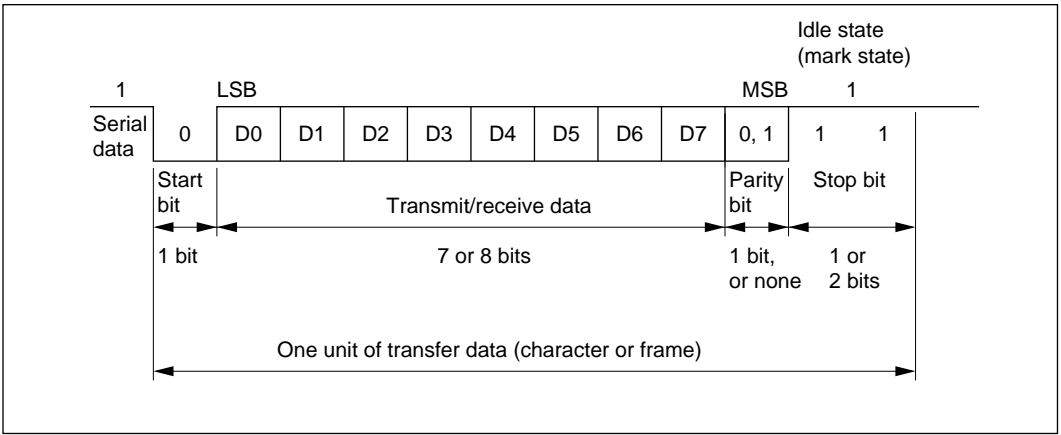 Idle state
(mark state)
1 LSB MSB 1
Serial
data
0 D0 D1 D2 D3 D4 D5 D6 D7 0, 1 1 1
Start
bit
Transmit/receive data
Parity
bit
Stop bit
1 bit
7 or 8 bits
1 bit,
or none
1 or
2 bits
One unit of transfer data (character or frame)